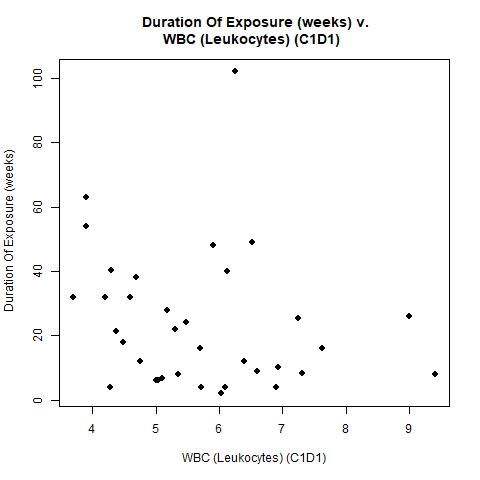 Duration Of Exposure (weeks) v.
WBC (Leukocytes) (C1D1)
Duration Of Exposure (weeks)
100
80
60
40
20
0
4 5 6 7 8 9
WBC (Leukocytes) (C1D1)